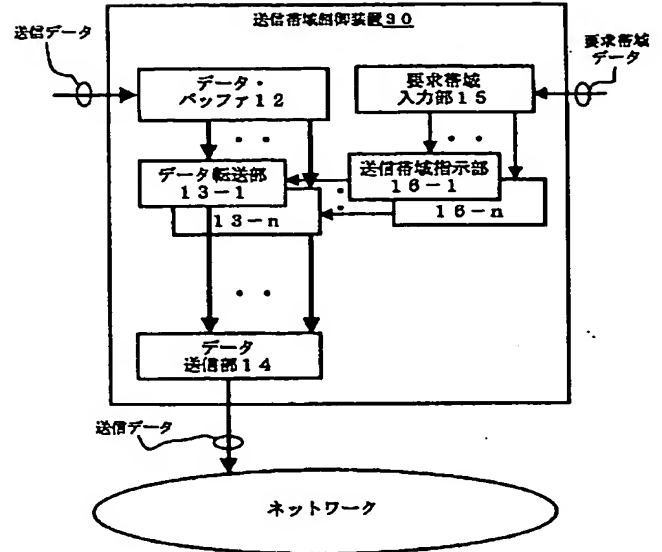 送信帯域制御装置３０
送信データ
要求帯域
データ
データ・
バッファ１２
要求帯域
入力部１５
データ転送部
１３－１
１３－ｎ
送信帯域指示部
１６－１
１６－ｎ
データ
送信部１４
送信データ
ネットワーク